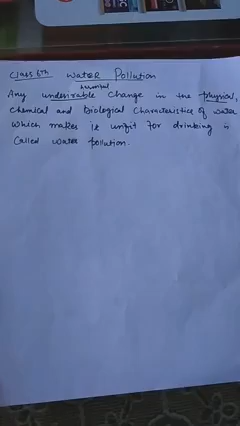 Class 6th Water Pollution
harmful
Any undesirable change in the physical,
chemical and Biological characteristics of water
which makes it unfit for drinking is
called water pollution.